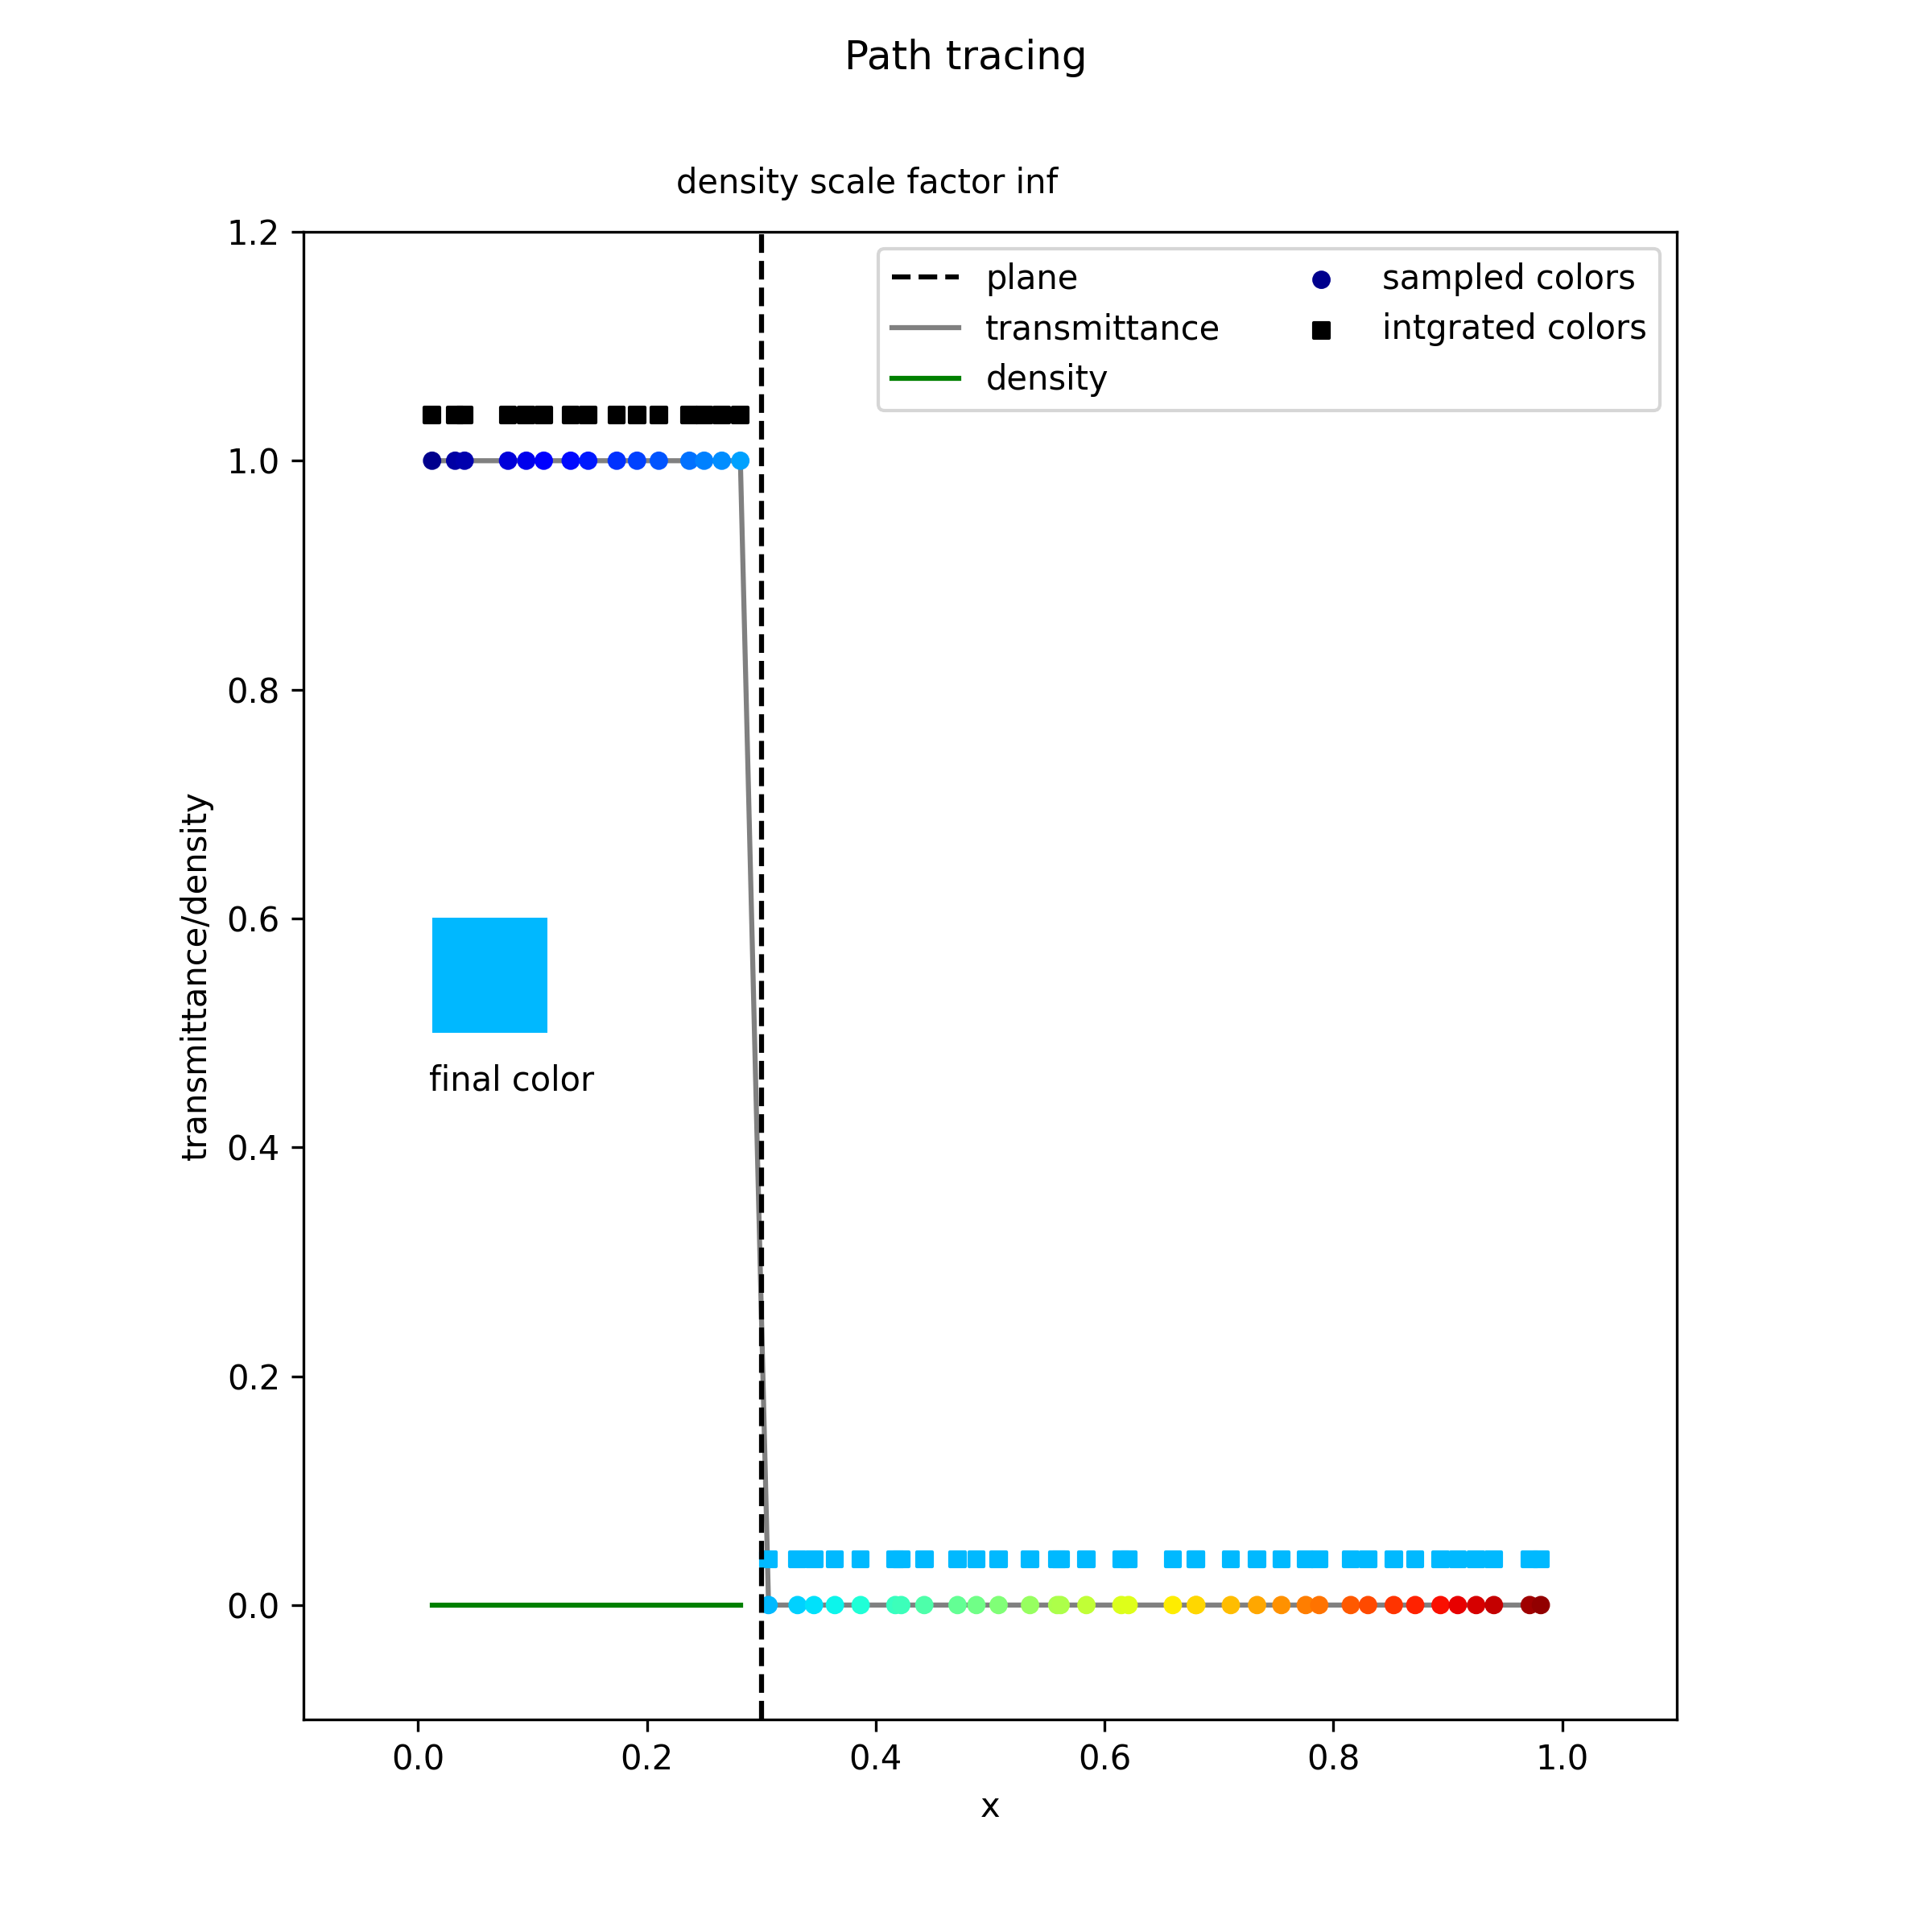 Path tracing
density scale factor inf
plane
transmittance
density
sampled colors
intgrated colors
transmittance/density
1.2
1.0
0.8
0.6
0.4
0.2
0.0
final color
0.0 0.2 0.4 0.6 0.8 1.0
x